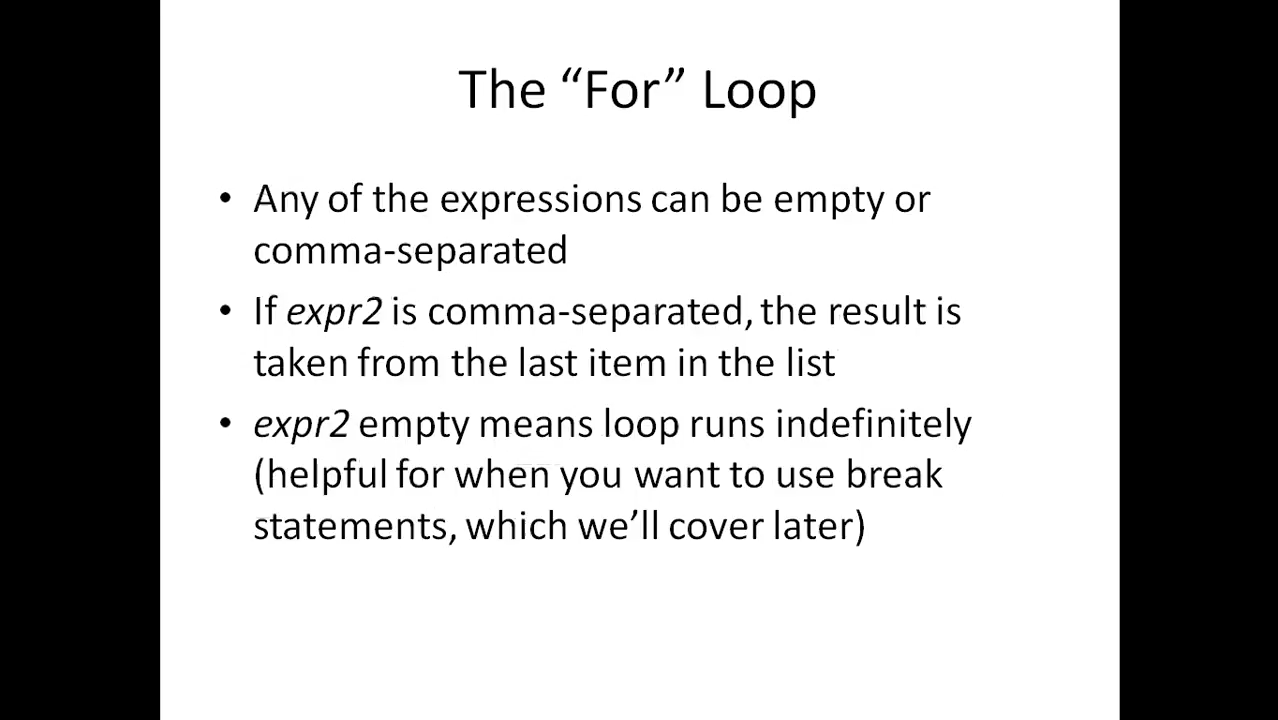 The “For” Loop
• Any of the expressions can be empty or
comma-separated
• If expr2 is comma-separated, the result is
taken from the last item in the list
• expr2 empty means loop runs indefinitely
(helpful for when you want to use break
statements, which we’ll cover later)